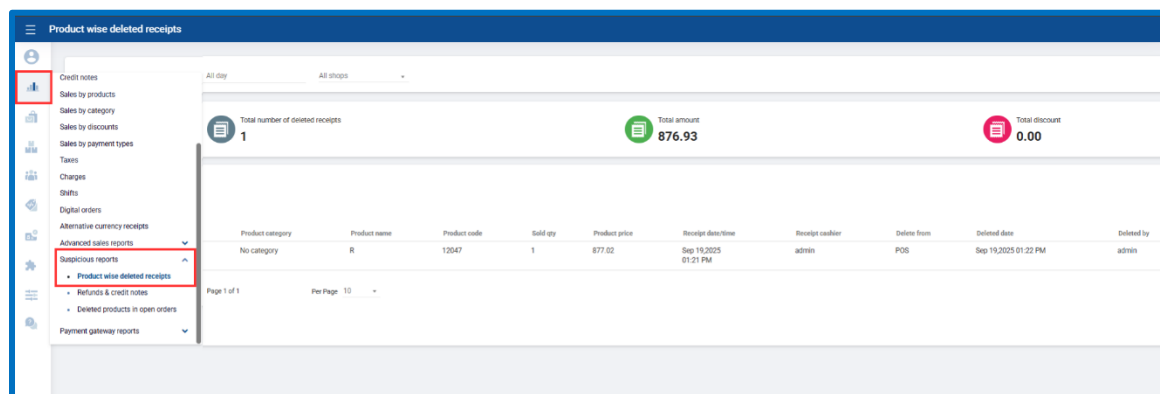 Product wise deleted receipts
All day
All shops
Credit notes
Sales by products
Sales by category
Sales by discounts
Sales by payment types
Taxes
Charges
Shifts
Digital orders
Alternative currency receipts
Advanced sales reports
Suspicious reports
Product wise deleted receipts
Refunds & credit notes
Deleted products in open orders
Payment gateway reports
Total number of deleted receipts
1
Total amount
876.93
Total discount
0.00
Product category Product name Product code Sold qty Product price Receipt date/time Receipt cashier Delete from Deleted date Deleted by
No category R 12047 1 877.02 Sep 19,2025 admin POS Sep 19,2025 01:22 PM admin
01:21 PM
Page 1 of 1 Per Page 10